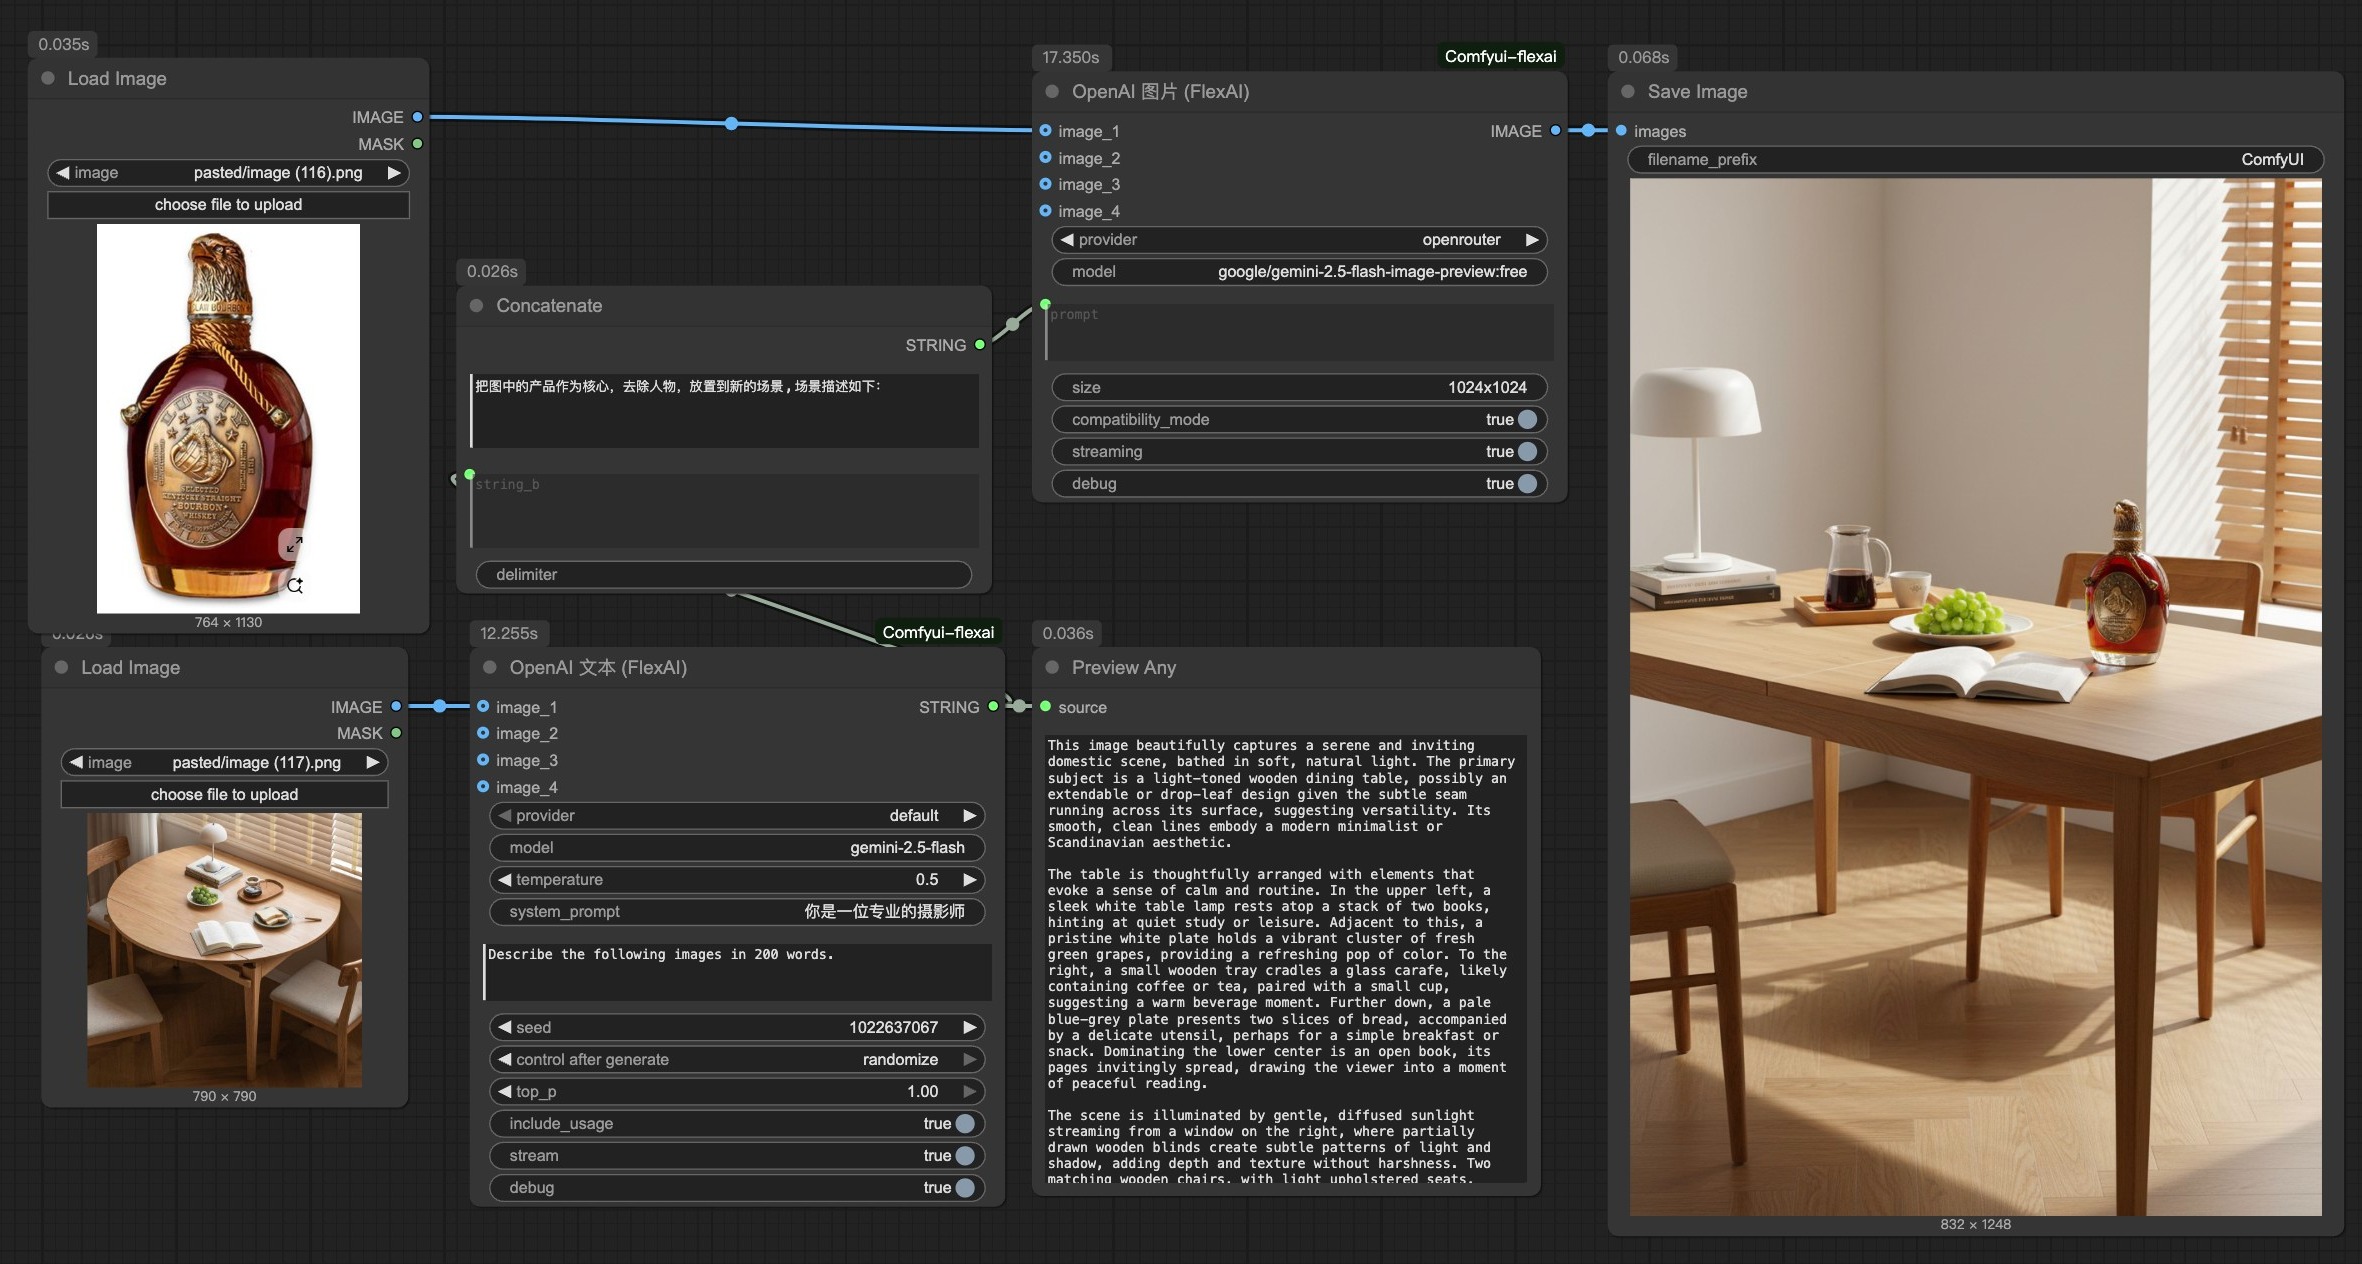 0.035s
Load Image
IMAGE
MASK
image
pasted/image (116).png
choose file to upload
LUSTY
SELECTED
KENTUCKY STRAIGHT
BOURBON
WHISKEY
CLAW
764 × 1130
0.026s
Concatenate
STRING
把图中的产品作为核心，去除人物，放置到新的场景，场景描述如下：
string_b
delimiter
17.350s
Comfyui-flexai
OpenAI 图片 (FlexAI)
image_1
IMAGE
image_2
image_3
image_4
provider
openrouter
model
google/gemini-2.5-flash-image-preview:free
prompt
size
1024x1024
compatibility_mode
true
streaming
true
debug
true
0.068s
Save Image
images
filename_prefix
ComfyUI
832 × 1248
Load Image
IMAGE
MASK
image
pasted/image (117).png
choose file to upload
790 × 790
12.255s
Comfyui-flexai
OpenAI 文本 (FlexAI)
image_1
STRING
image_2
image_3
image_4
provider
default
model
gemini-2.5-flash
temperature
0.5
system_prompt
你是一位专业的摄影师
Describe the following images in 200 words.
seed
1022637067
control after generate
randomize
top_p
1.00
include_usage
true
stream
true
debug
true
0.036s
Preview Any
source
This image beautifully captures a serene and inviting
domestic scene, bathed in soft, natural light. The primary
subject is a light-toned wooden dining table, possibly an
extendable or drop-leaf design given the subtle seam
running across its surface, suggesting versatility. Its
smooth, clean lines embody a modern minimalist or
Scandinavian aesthetic.
The table is thoughtfully arranged with elements that
evoke a sense of calm and routine. In the upper left, a
sleek white table lamp rests atop a stack of two books,
hinting at quiet study or leisure. Adjacent to this, a
pristine white plate holds a vibrant cluster of fresh
green grapes, providing a refreshing pop of color. To the
right, a small wooden tray cradles a glass carafe, likely
containing coffee or tea, paired with a small cup,
suggesting a warm beverage moment. Further down, a pale
blue-grey plate presents two slices of bread, accompanied
by a delicate utensil, perhaps for a simple breakfast or
snack. Dominating the lower center is an open book, its
pages invitingly spread, drawing the viewer into a moment
of peaceful reading.
The scene is illuminated by gentle, diffused sunlight
streaming from a window on the right, where partially
drawn wooden blinds create subtle patterns of light and
shadow, adding depth and texture without harshness. Two
matching wooden chairs, with light upholstered seats,